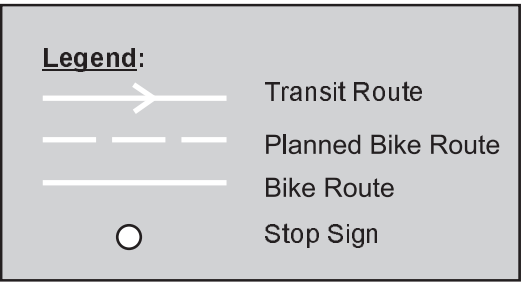 Legend:
Transit Route
Planned Bike Route
Bike Route
Stop Sign